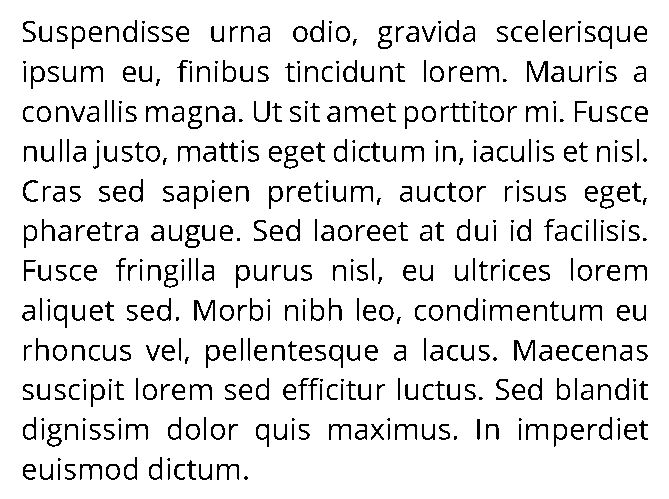 Suspendisse urna odio, gravida scelerisque
ipsum eu, finibus tincidunt lorem. Mauris a
convallis magna. Ut sit amet porttitor mi. Fusce
nulla justo, mattis eget dictum in, iaculis et nisl.
Cras sed sapien pretium, auctor risus eget,
pharetra augue. Sed laoreet at dui id facilisis.
Fusce fringilla purus nisl, eu ultrices lorem
aliquet sed. Morbi nibh leo, condimentum eu
rhoncus vel, pellentesque a lacus. Maecenas
suscipit lorem sed efficitur luctus. Sed blandit
dignissim dolor quis maximus. In imperdiet
euismod dictum.